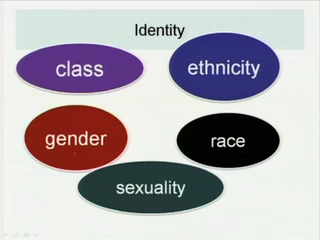 Identity
class
ethnicity
gender
race
sexuality